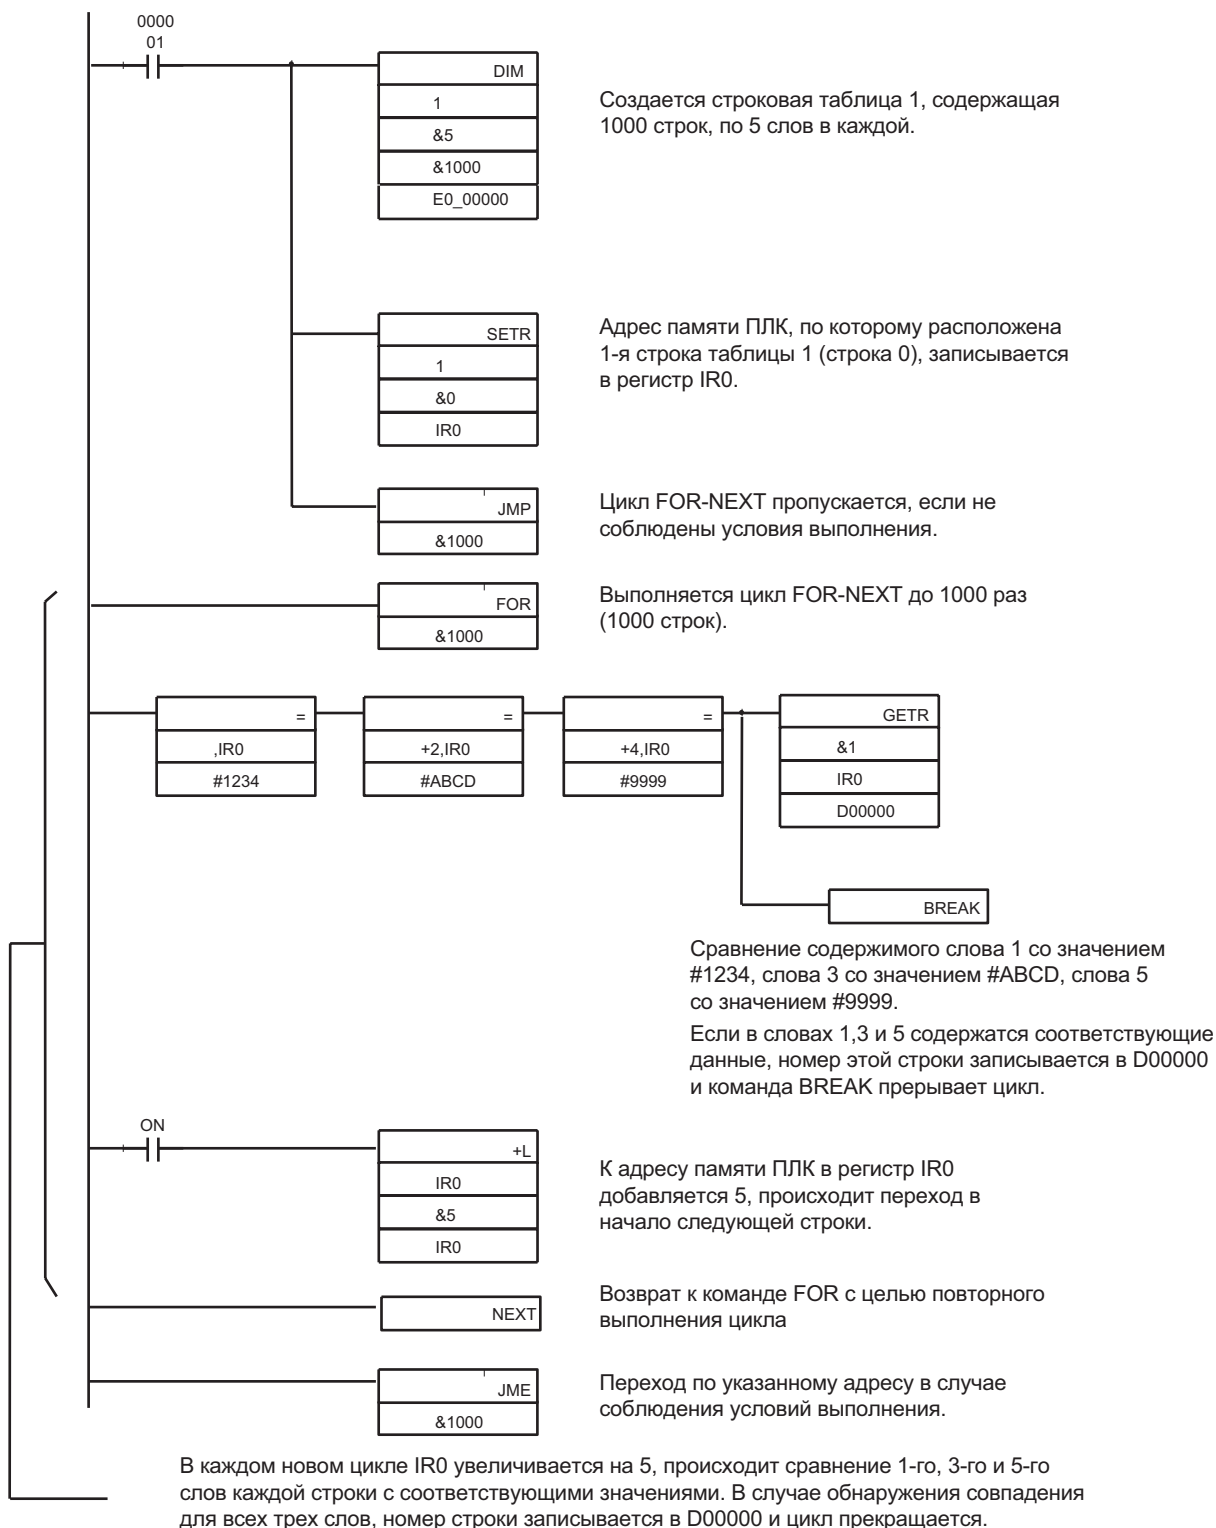 0000
01
DIM
1
&5
&1000
E0_00000
Создается строковая таблица 1, содержащая
1000 строк, по 5 слов в каждой.
SETR
1
&0
IR0
Адрес памяти ПЛК, по которому расположена
1-я строка таблицы 1 (строка 0), записывается
в регистр IR0.
JMP
&1000
Цикл FOR-NEXT пропускается, если не
соблюдены условия выполнения.
FOR
&1000
Выполняется цикл FOR-NEXT до 1000 раз
(1000 строк).
=
,IR0
#1234
=
+2,IR0
#ABCD
=
+4,IR0
#9999
GETR
&1
IR0
D00000
BREAK
Сравнение содержимого слова 1 со значением
#1234, слова 3 со значением #ABCD, слова 5
со значением #9999.
Если в словах 1,3 и 5 содержатся соответствующие
данные, номер этой строки записывается в D00000
и команда BREAK прерывает цикл.
ON
+L
IR0
&5
IR0
К адресу памяти ПЛК в регистр IR0
добавляется 5, происходит переход в
начало следующей строки.
NEXT
Возврат к команде FOR с целью повторного
выполнения цикла
JME
&1000
Переход по указанному адресу в случае
соблюдения условий выполнения.
В каждом новом цикле IR0 увеличивается на 5, происходит сравнение 1-го, 3-го и 5-го
слов каждой строки с соответствующими значениями. В случае обнаружения совпадения
для всех трех слов, номер строки записывается в D00000 и цикл прекращается.